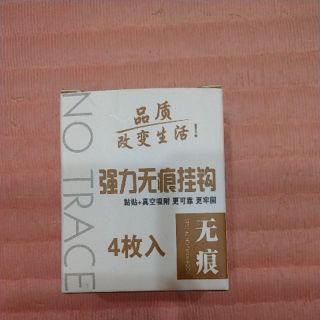 NO TRACE
品质
改变生活!
强力无痕挂钩
黏贴+真空吸附 更可靠 更牢固
4枚入
无痕